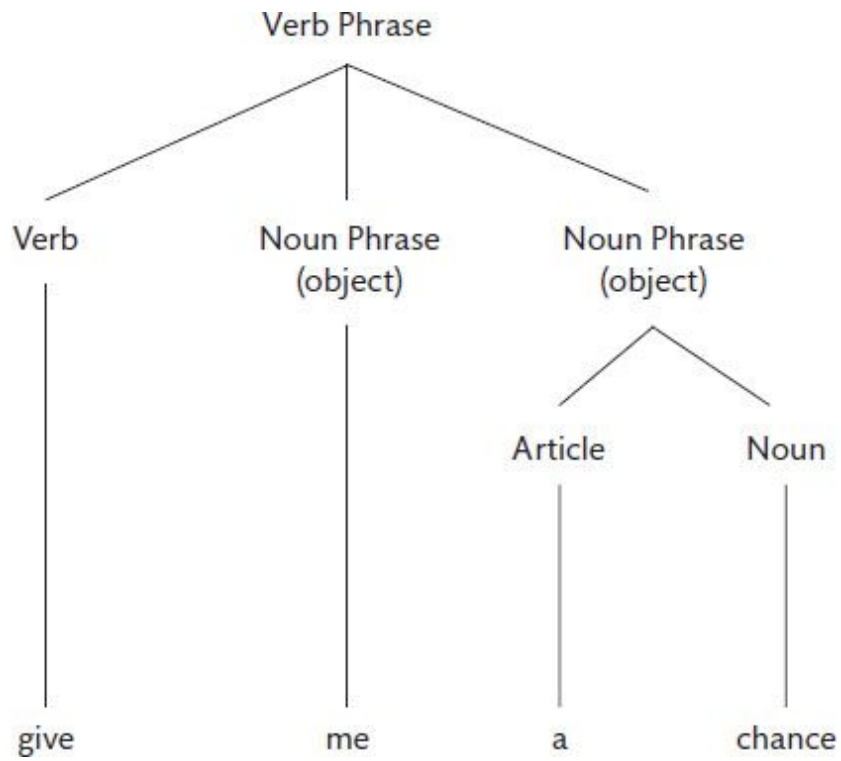 Verb Phrase
Verb
Noun Phrase
(object)
Noun Phrase
(object)
Article
Noun
give
me
a
chance